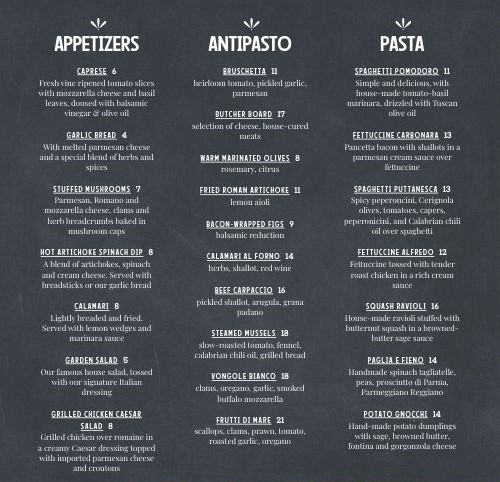 APPETIZERS
CAPRESE 6
Fresh vine ripened tomato slices
with mozzarella cheese and basil
leaves, doused with balsamic
vinegar & olive oil
GARLIC BREAD 4
With melted parmesan cheese
and a special blend of herbs and
spices
STUFFED MUSHROOMS 7
Parmesan, Romano and
mozzarella cheese, clams and
herb breadcrumbs baked in
mushroom caps
HOT ARTICHOKE SPINACH DIP 8
A blend of artichokes, spinach
and cream cheese. Served with
breadsticks or our garlic bread
CALAMARI 8
Lightly breaded and fried.
Served with lemon wedges and
marinara sauce
GARDEN SALAD 5
Our famous house salad, tossed
with our signature Italian
dressing
GRILLED CHICKEN CAESAR
SALAD 8
Grilled chicken over romaine in
a creamy Caesar dressing topped
with imported parmesan cheese
and croutons
ANTIPASTO
BRUSCHETTA 11
heirloom tomato, pickled garlic,
parmesan
BUTCHER BOARD 17
selection of cheese, house-cured
meats
WARM MARINATED OLIVES 8
rosemary, citrus
FRIED ROMAN ARTICHOKE 11
lemon aioli
BACON-WRAPPED FIGS 9
balsamic reduction
CALAMARI AL FORNO 14
herbs, shallot, red wine
BEEF CARPACCIO 16
pickled shallot, arugula, grana
padano
STEAMED MUSSELS 18
slow-roasted tomato, fennel,
calabrian chili oil, grilled bread
VONGOLE BIANCO 18
clams, oregano, garlic, smoked
buffalo mozzarella
FRUTTI DI MARE 21
scallops, clams, prawn, tomato,
roasted garlic, oregano
PASTA
SPAGHETTI POMODORO 11
Simple and delicious, with
house-made tomato-basil
marinara, drizzled with Tuscan
olive oil
FETTUCCINE CARBONARA 13
Pancetta bacon with shallots in a
parmesan cream sauce over
fettuccine
SPAGHETTI PUTTANESCA 13
Spicy peperoncini, Cerignola
olives, tomatoes, capers,
peperonicini, and Calabrian chili
oil over spaghetti
FETTUCCINE ALFREDO 12
Fettuccine tossed with tender
roast chicken in a rich cream
sauce
SQUASH RAVIOLI 16
House-made ravioli stuffed with
butternut squash in a browned-
butter sage sauce
PAGLIA E FIENO 14
Handmade spinach tagliatelle,
peas, prosciutto di Parma,
Parmeggiano Reggiano
POTATO GNOCCHI 14
Hand-made potato dumplings
with sage, browned butter,
fontina and gorgonzola cheese